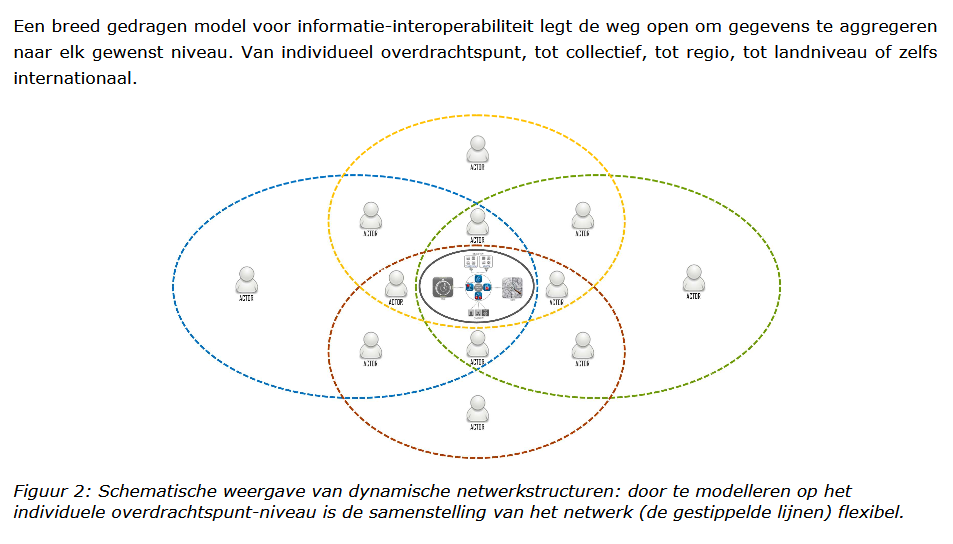 Een breed gedragen model voor informatie-interoperabiliteit legt de weg open om gegevens te aggregeren
naar elk gewenst niveau. Van individueel overdrachtspunt, tot collectief, tot regio, tot landniveau of zelfs
internationaal.
ACTOR
ACTOR
ACTOR
ACTOR
ACTOR
ACTOR
ACTOR
ACTOR
ACTOR
ACTOR
ACTOR
ACTOR
Figuur 2: Schematische weergave van dynamische netwerkstructuren: door te modelleren op het
individuele overdrachtspunt-niveau is de samenstelling van het netwerk (de gestippelde lijnen) flexibel.